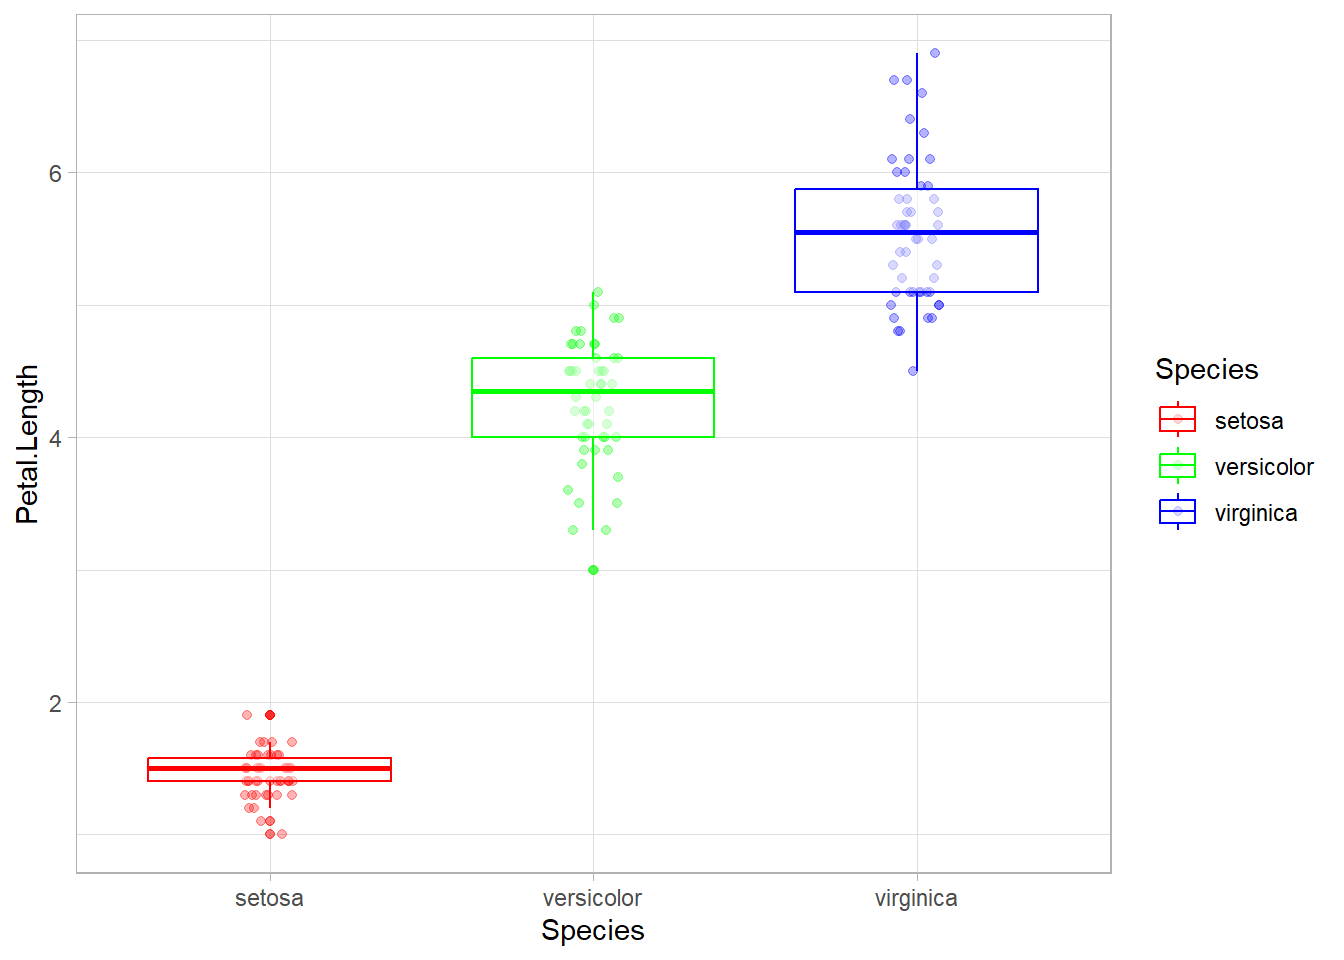 Petal.Length
6
4
2
setosa
versicolor
virginica
Species
Species
setosa
versicolor
virginica